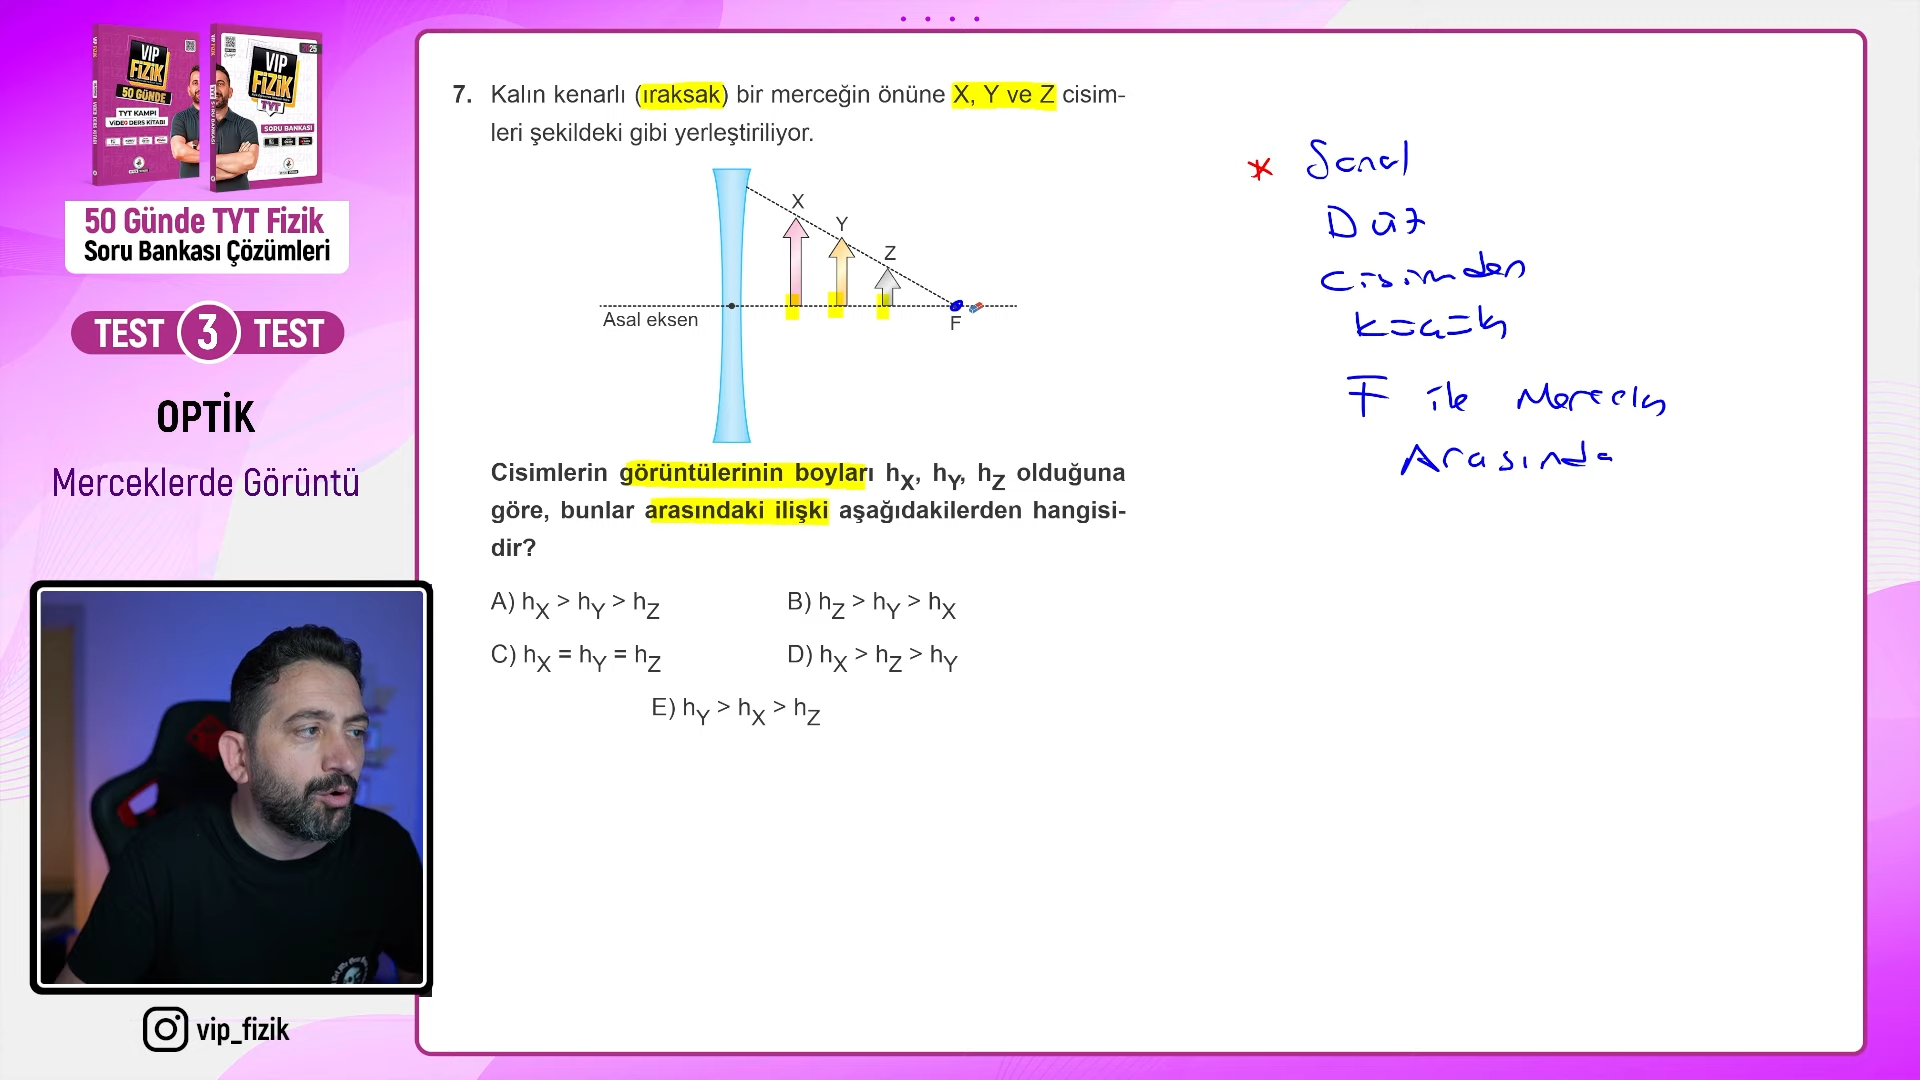 VIP
FİZİK
50 GÜNDE
TYT KAMPI
VİDEO DERS KİTABI
VIP
FİZİK
TYT
SORU BANKASI
50 Günde TYT Fizik
Soru Bankası Çözümleri
TEST 3 TEST
OPTİK
Merceklerde Görüntü
vip_fizik
7. Kalın kenarlı (ıraksak) bir merceğin önüne X, Y ve Z cisim-
leri şekildeki gibi yerleştiriliyor.
X
Y
Z
Asal eksen
F
Cisimlerin görüntülerinin boyları hX, hY, hZ olduğuna
göre, bunlar arasındaki ilişki aşağıdakilerden hangisi-
dir?
A) hX > hY > hZ
B) hZ > hY > hX
C) hX = hY = hZ
D) hX > hZ > hY
E) hY > hX > hZ
* Sanal
Düz
Cisimden
F ile Mercek
Arasında